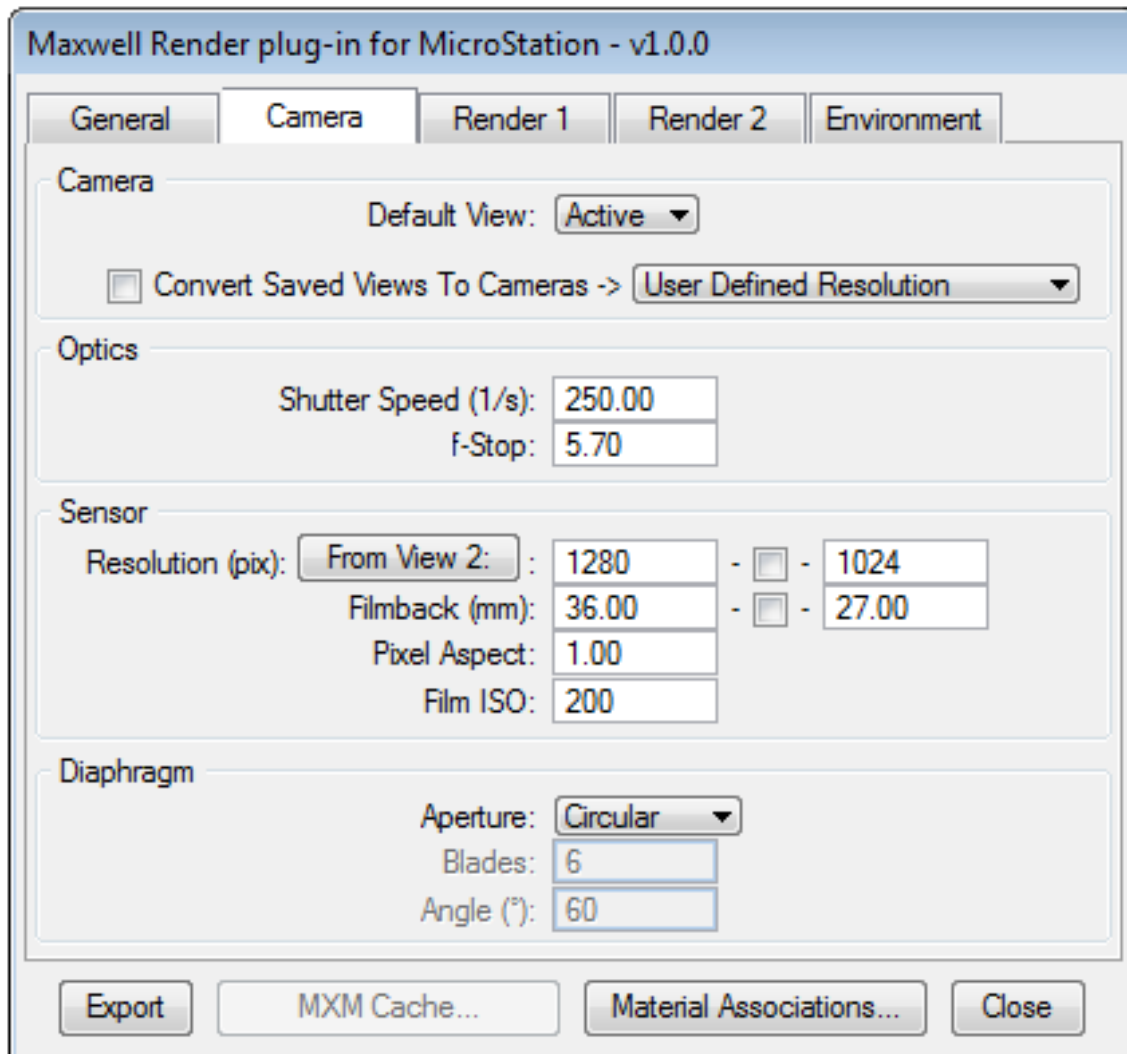 Maxwell Render plug-in for MicroStation - v1.0.0
General Camera Render 1 Render 2 Environment
Camera
Default View: Active
Convert Saved Views To Cameras -> User Defined Resolution
Optics
Shutter Speed (1/s): 250.00
f-Stop: 5.70
Sensor
Resolution (pix): From View 2: : 1280 - - 1024
Filmback (mm): 36.00 - - 27.00
Pixel Aspect: 1.00
Film ISO: 200
Diaphragm
Aperture: Circular
Blades: 6
Angle (°): 60
Export MXM Cache... Material Associations... Close